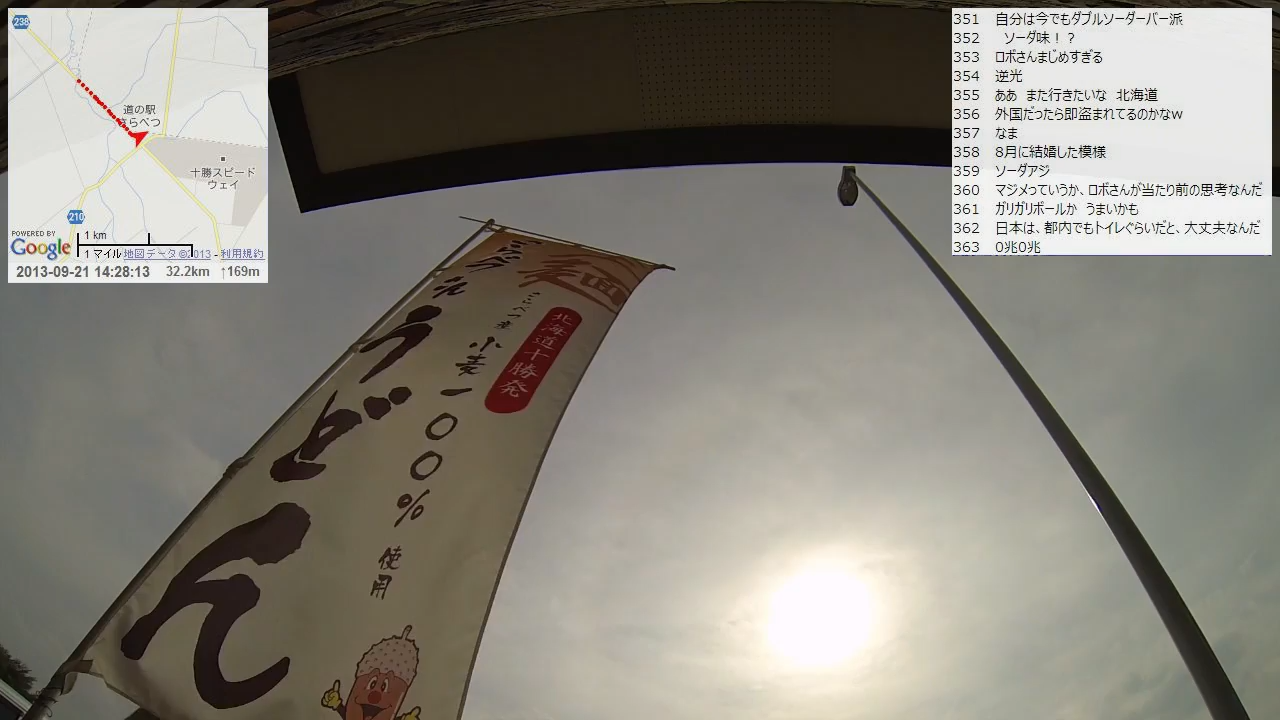 238
道の駅
さらべつ
十勝スピード
ウェイ
210
POWERED BY
Google
1 km
1 マイル
地図データ ©2013 - 利用規約
2013-09-21 14:28:13 32.2km ↑169m
351 自分は今でもダブルソーダーバー派
352 ソーダ味！？
353 ロボさんまじめすぎる
354 逆光
355 ああ また行きたいな 北海道
356 外国だったら即盗まれてるのかなｗ
357 なま
358 8月に結婚した模様
359 ソーダアジ
360 マジメっていうか、ロボさんが当たり前の思考なんだ
361 ガリガリボールか うまいかも
362 日本は、都内でもトイレぐらいだと、大丈夫なんだ
363 0兆0兆
麺
北海道十勝発
さらべつ産
小麦一〇〇％使用
うどん